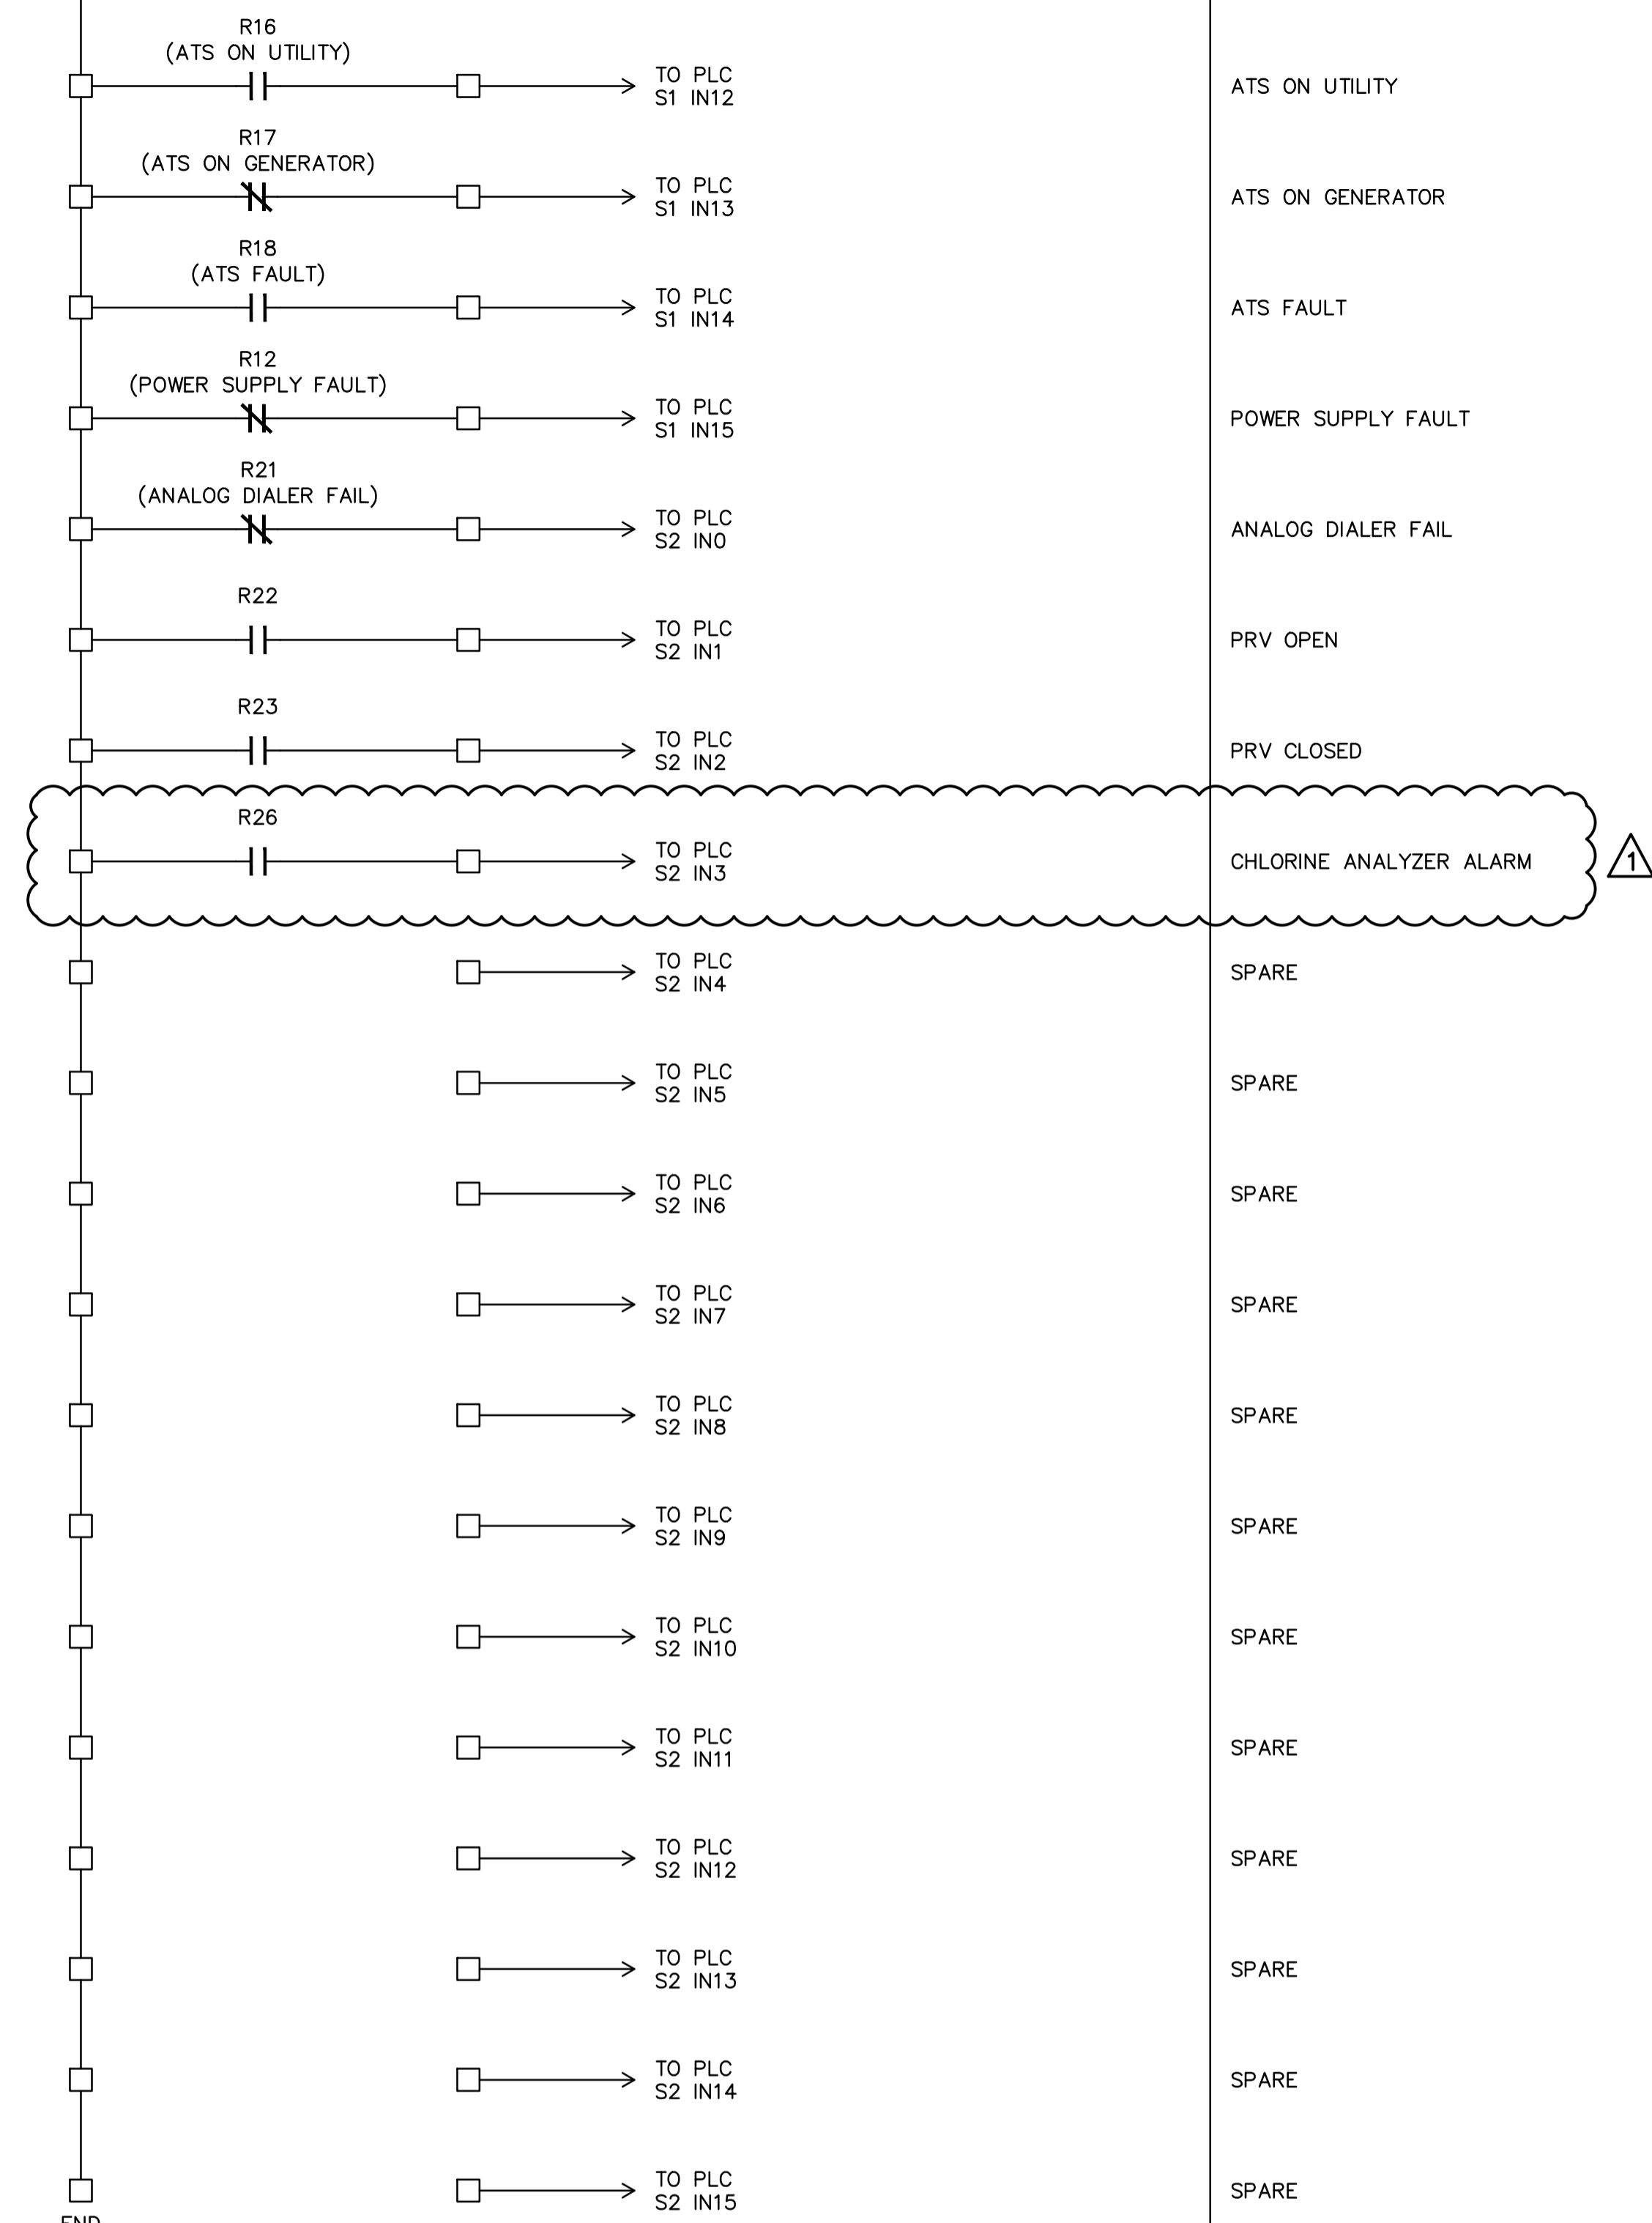 R16
(ATS ON UTILITY)
TO PLC
S1 IN12
ATS ON UTILITY
R17
(ATS ON GENERATOR)
TO PLC
S1 IN13
ATS ON GENERATOR
R18
(ATS FAULT)
TO PLC
S1 IN14
ATS FAULT
R12
(POWER SUPPLY FAULT)
TO PLC
S1 IN15
POWER SUPPLY FAULT
R21
(ANALOG DIALER FAIL)
TO PLC
S2 IN0
ANALOG DIALER FAIL
R22
TO PLC
S2 IN1
PRV OPEN
R23
TO PLC
S2 IN2
PRV CLOSED
R26
TO PLC
S2 IN3
CHLORINE ANALYZER ALARM
1
TO PLC
S2 IN4
SPARE
TO PLC
S2 IN5
SPARE
TO PLC
S2 IN6
SPARE
TO PLC
S2 IN7
SPARE
TO PLC
S2 IN8
SPARE
TO PLC
S2 IN9
SPARE
TO PLC
S2 IN10
SPARE
TO PLC
S2 IN11
SPARE
TO PLC
S2 IN12
SPARE
TO PLC
S2 IN13
SPARE
TO PLC
S2 IN14
SPARE
TO PLC
S2 IN15
SPARE
END